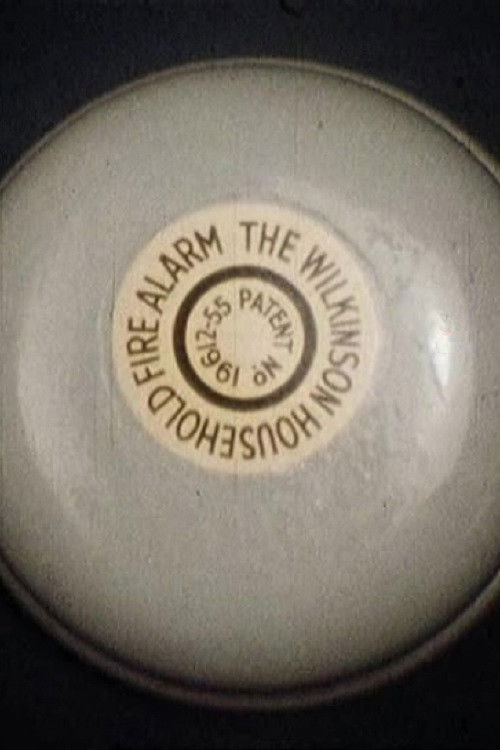 THE WILKINSON HOUSEHOLD FIRE ALARM
PATENT No 19612-55